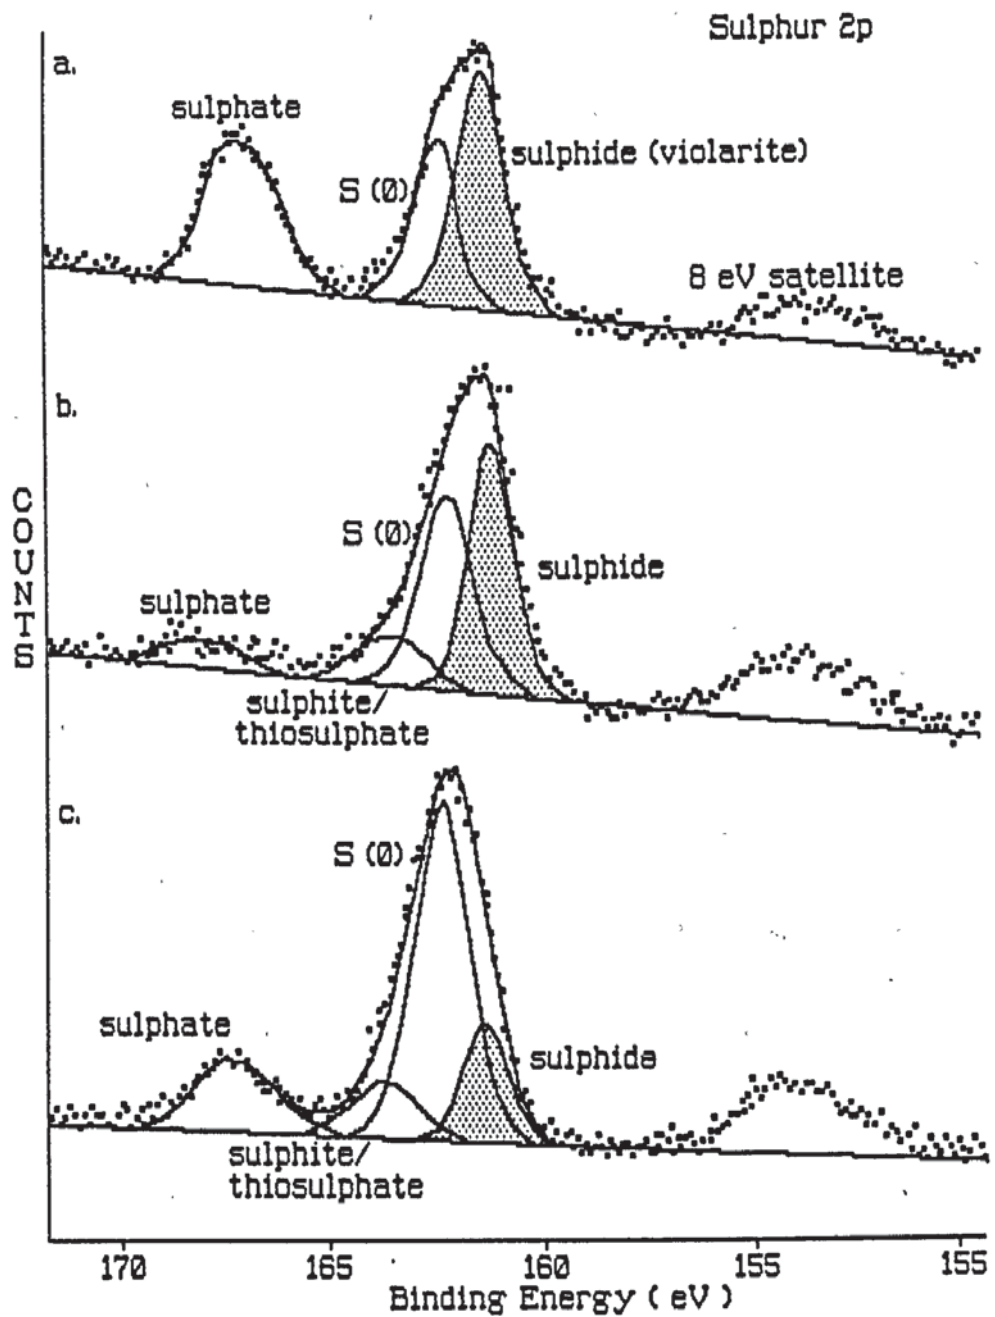 Sulphur 2p
a.
sulphate
sulphide (violarite)
S (0)
8 eV satellite
b.
COUNTS
S (0)
sulphide
sulphate
sulphite/
thiosulphate
c.
S (0)
sulphate
sulphide
sulphite/
thiosulphate
170 165 160 155 155
Binding Energy ( eV )